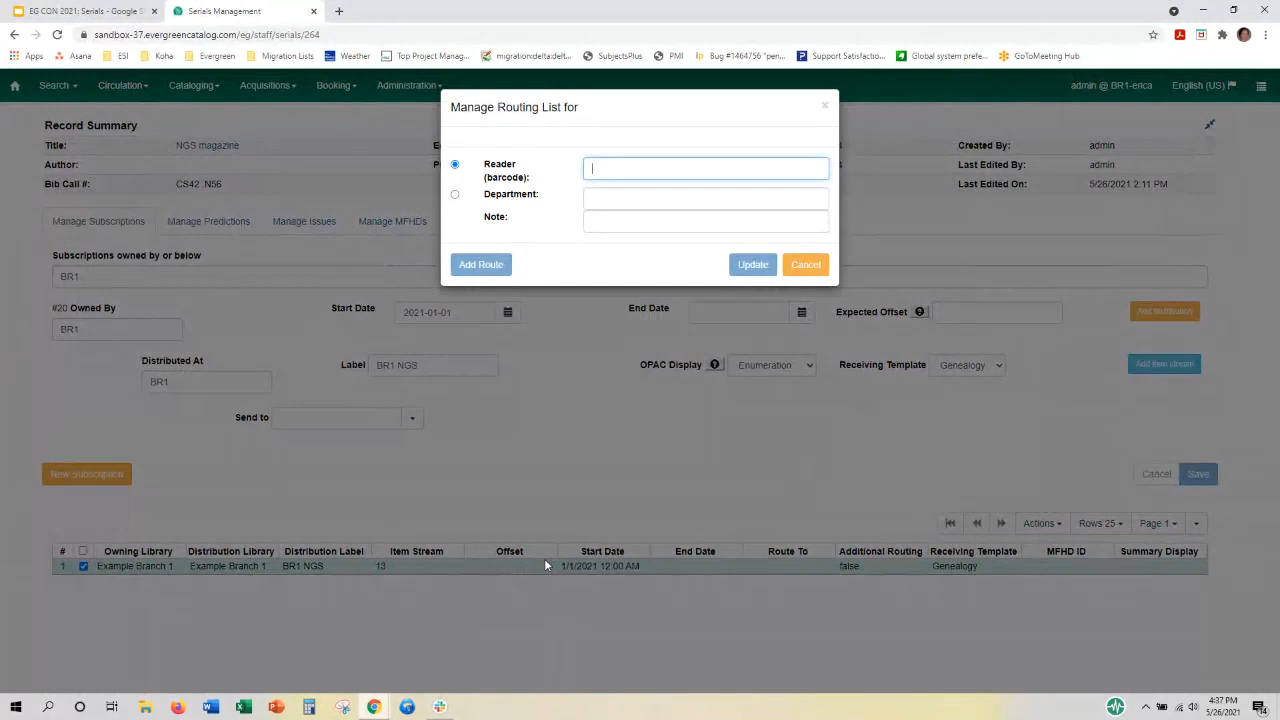 EG CON 2021: Serials - Google S
Serials Management
sandbox-37.evergreencatalog.com/eg/staff/serials/264
Apps Asana ESI Koha Evergreen Migration Lists Weather Top Project Manag... migration:delta:delt... SubjectsPlus PMI Bug #1464756 "pen... Support Satisfactio... Global system prefe... GoToMeeting Hub
Search Circulation Cataloging Acquisitions Booking Administration admin @ BR1-erica English (US)
Manage Routing List for
Reader (barcode):
Department:
Note:
Add Route Update Cancel
Record Summary
Title: NGS magazine Created By: admin
Author: Last Edited By: admin
Bib Call #: CS42 .N56 Last Edited On: 5/26/2021 2:11 PM
Manage Subscriptions Manage Predictions Manage Issues Manage MFHDs
Subscriptions owned by or below
BR1
#20 Owned By Start Date 2021-01-01 End Date Expected Offset Add distribution
BR1
Distributed At Label BR1 NGS OPAC Display Enumeration Receiving Template Genealogy Add item stream
BR1
Send to
New Subscription Cancel Save
Actions Rows 25 Page 1
# Owning Library Distribution Library Distribution Label Item Stream Offset Start Date End Date Route To Additional Routing Receiving Template MFHD ID Summary Display
1 Example Branch 1 Example Branch 1 BR1 NGS 13 1/1/2021 12:00 AM false Genealogy
4:37 PM
5/26/2021